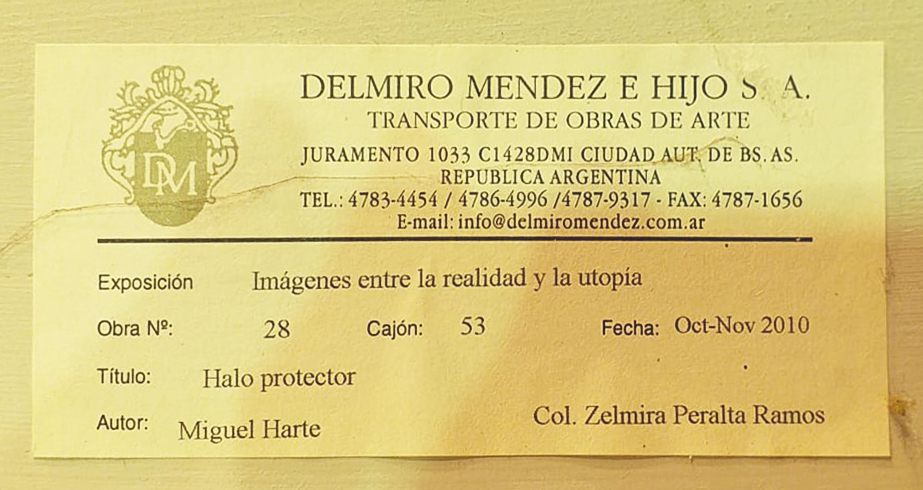 DM
DELMIRO MENDEZ E HIJO S. A.
TRANSPORTE DE OBRAS DE ARTE
JURAMENTO 1033 C1428DMI CIUDAD AUT. DE BS. AS.
REPUBLICA ARGENTINA
TEL.: 4783-4454 / 4786-4996 /4787-9317 - FAX: 4787-1656
E-mail: info@delmiromendez.com.ar
Exposición Imágenes entre la realidad y la utopía
Obra Nº: 28 Cajón: 53 Fecha: Oct-Nov 2010
Título: Halo protector
Autor: Miguel Harte Col. Zelmira Peralta Ramos